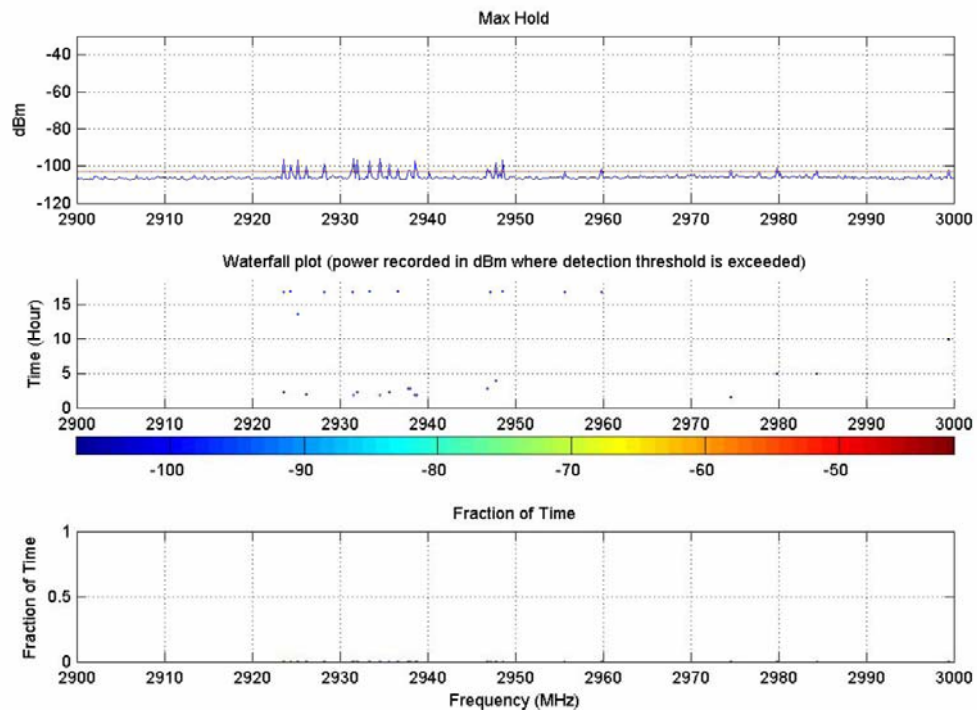 Max Hold
dBm
-40
-60
-80
-100
-120
2900 2910 2920 2930 2940 2950 2960 2970 2980 2990 3000
Waterfall plot (power recorded in dBm where detection threshold is exceeded)
Time (Hour)
15
10
5
0
2900 2910 2920 2930 2940 2950 2960 2970 2980 2990 3000
-100 -90 -80 -70 -60 -50
Fraction of Time
Fraction of Time
1
0.5
0
2900 2910 2920 2930 2940 2950 2960 2970 2980 2990 3000
Frequency (MHz)